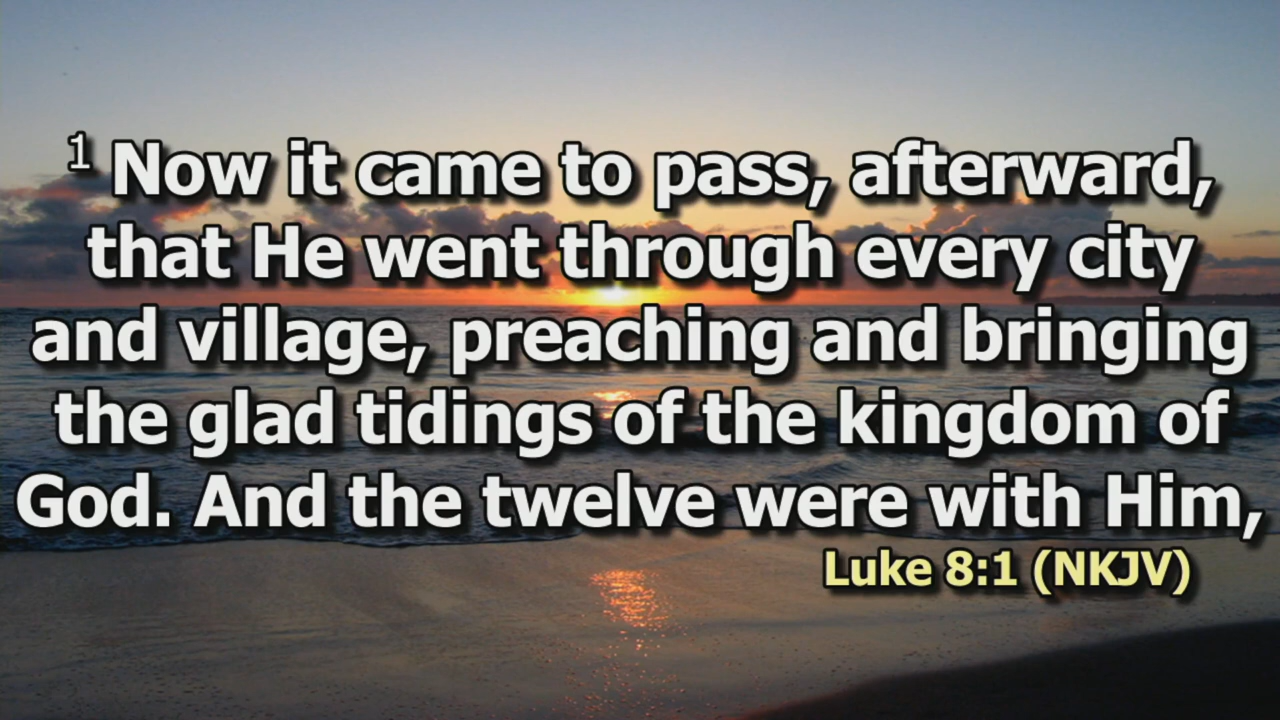 1 Now it came to pass, afterward,
that He went through every city
and village, preaching and bringing
the glad tidings of the kingdom of
God. And the twelve were with Him,
Luke 8:1 (NKJV)